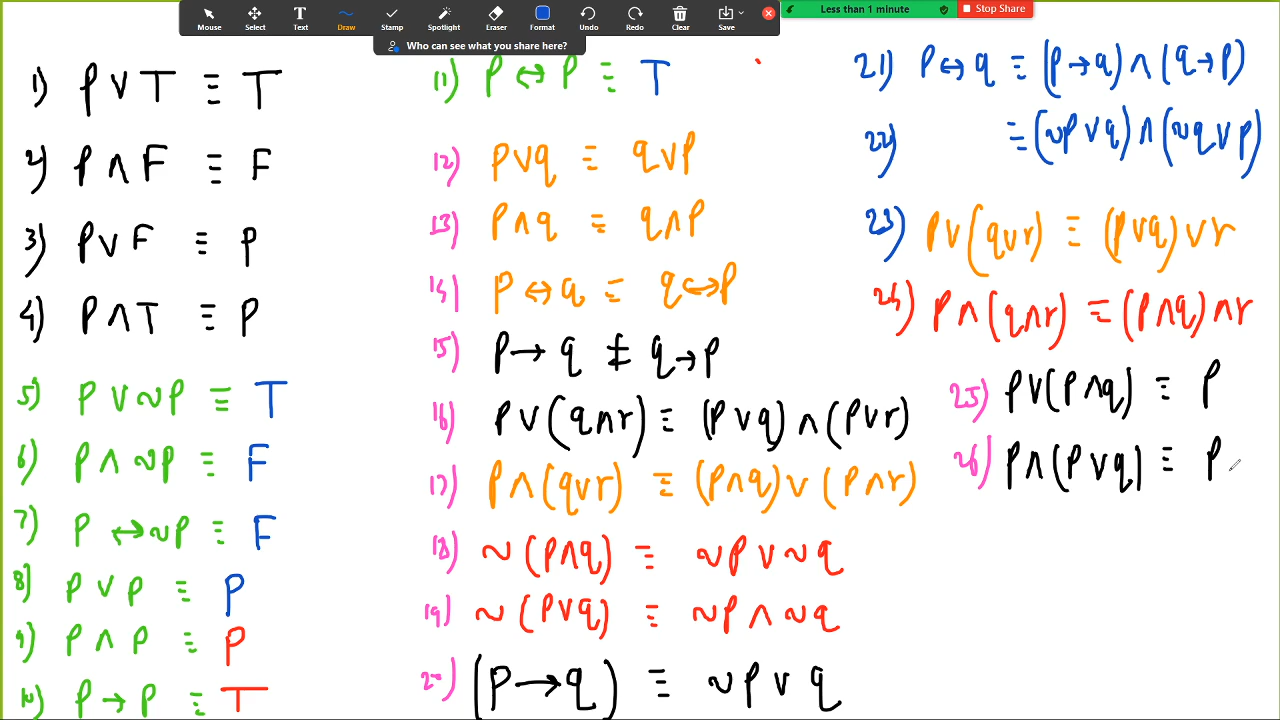 Mouse Select Text Draw Stamp Spotlight Eraser Format Undo Redo Clear Save
Less than 1 minute Stop Share
Who can see what you share here?
1) P ∨ T ≡ T
2) P ∧ F ≡ F
3) P ∨ F ≡ P
4) P ∧ T ≡ P
5) P ∨ ~P ≡ T
6) P ∧ ~P ≡ F
7) P ↔ ~P ≡ F
8) P ∨ P ≡ P
9) P ∧ P ≡ P
10) P → P ≡ T
11) P ↔ P ≡ T
12) P ∨ q ≡ q ∨ P
13) P ∧ q ≡ q ∧ P
14) P ↔ q ≡ q ↔ P
15) P → q ≢ q → P
16) P ∨ (q ∧ r) ≡ (P ∨ q) ∧ (P ∨ r)
17) P ∧ (q ∨ r) ≡ (P ∧ q) ∨ (P ∧ r)
18) ~(P ∧ q) ≡ ~P ∨ ~q
19) ~(P ∨ q) ≡ ~P ∧ ~q
20) (P → q) ≡ ~P ∨ q
21) P ↔ q ≡ (P → q) ∧ (q → P)
22) ≡ (~P ∨ q) ∧ (~q ∨ P)
23) P ∨ (q ∨ r) ≡ (P ∨ q) ∨ r
24) P ∧ (q ∧ r) ≡ (P ∧ q) ∧ r
25) P ∨ (P ∧ q) ≡ P
26) P ∧ (P ∨ q) ≡ P